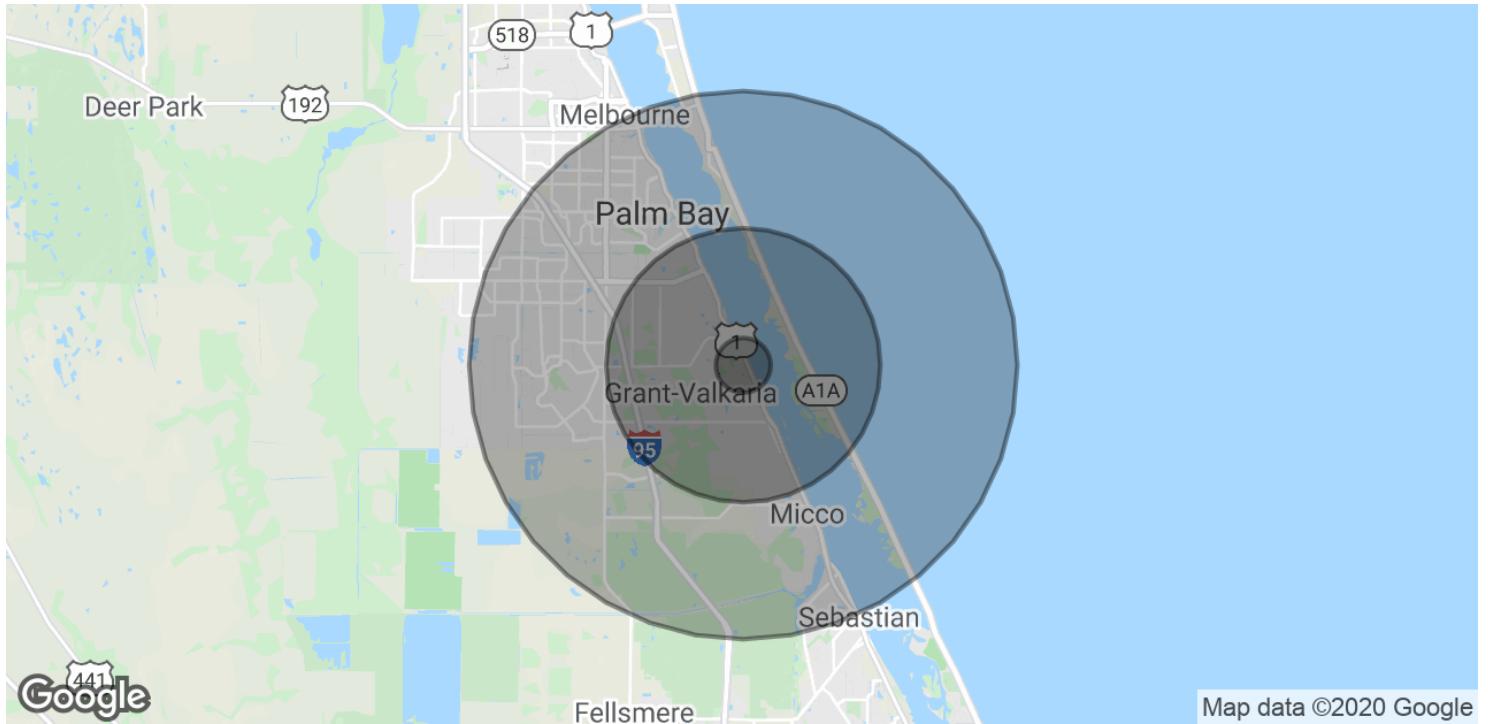 518
1
Deer Park
192
Melbourne
Palm Bay
1
Grant-Valkaria
A1A
95
Micco
Sebastian
441
Google
Fellsmere
Map data ©2020 Google